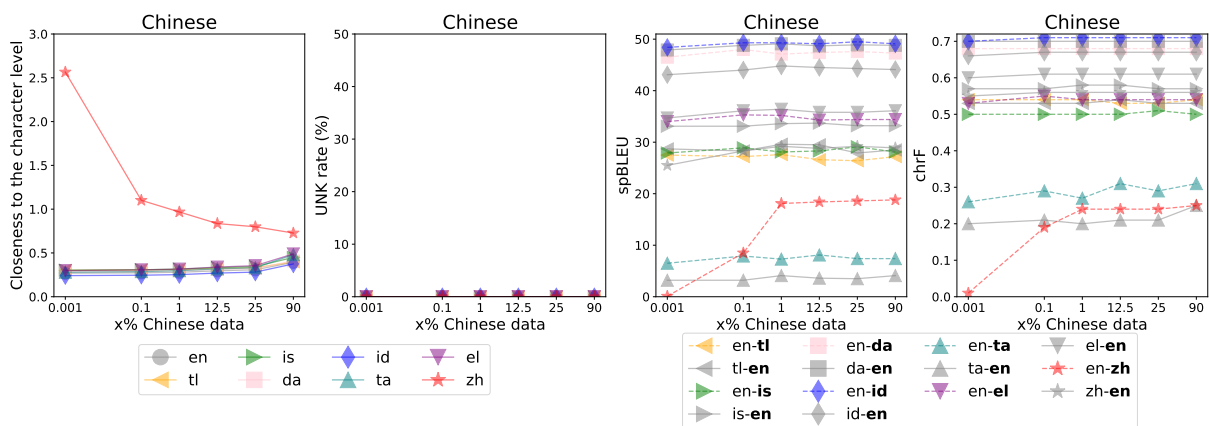 Chinese
Closeness to the character level
3.0
2.5
2.0
1.5
1.0
0.5
0.0
0.001
0.1
1
12.5
25
90
x% Chinese data
Chinese
UNK rate (%)
50
40
30
20
10
0
0.001
0.1
1
12.5
25
90
x% Chinese data
en
is
id
el
tl
da
ta
zh
Chinese
spBLEU
50
40
30
20
10
0
0.001
0.1
1
12.5
25
90
x% Chinese data
Chinese
chrF
0.7
0.6
0.5
0.4
0.3
0.2
0.1
0.0
0.001
0.1
1
12.5
25
90
x% Chinese data
en-tl
en-da
en-ta
el-en
tl-en
da-en
ta-en
en-zh
en-is
en-id
en-el
zh-en
is-en
id-en